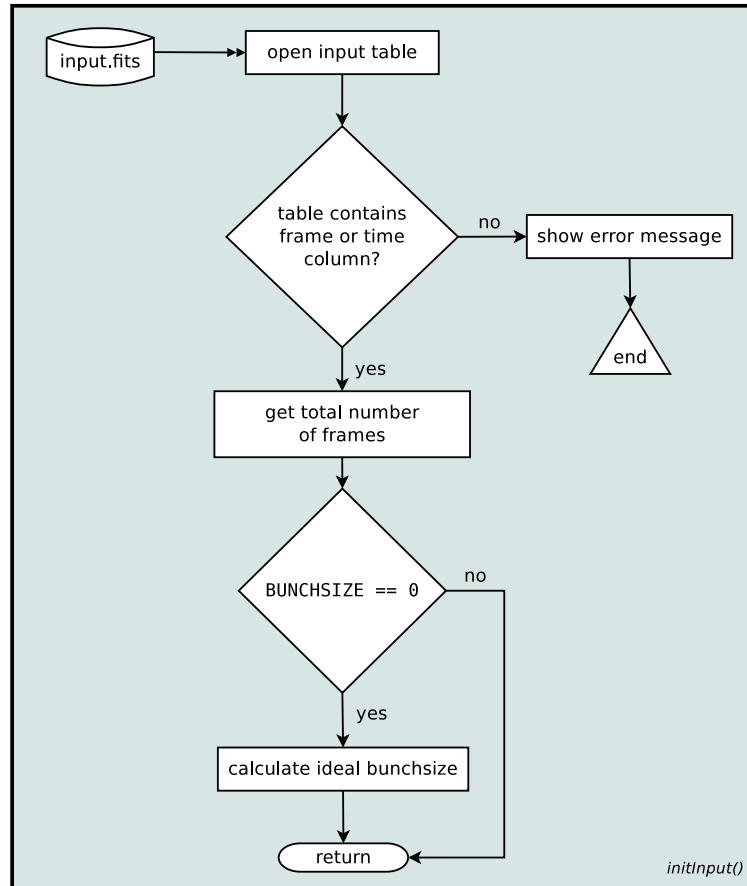 input.fits
open input table
table contains
frame or time
column?
no
show error message
end
yes
get total number
of frames
BUNCHSIZE == 0
no
yes
calculate ideal bunchsize
return
initInput()